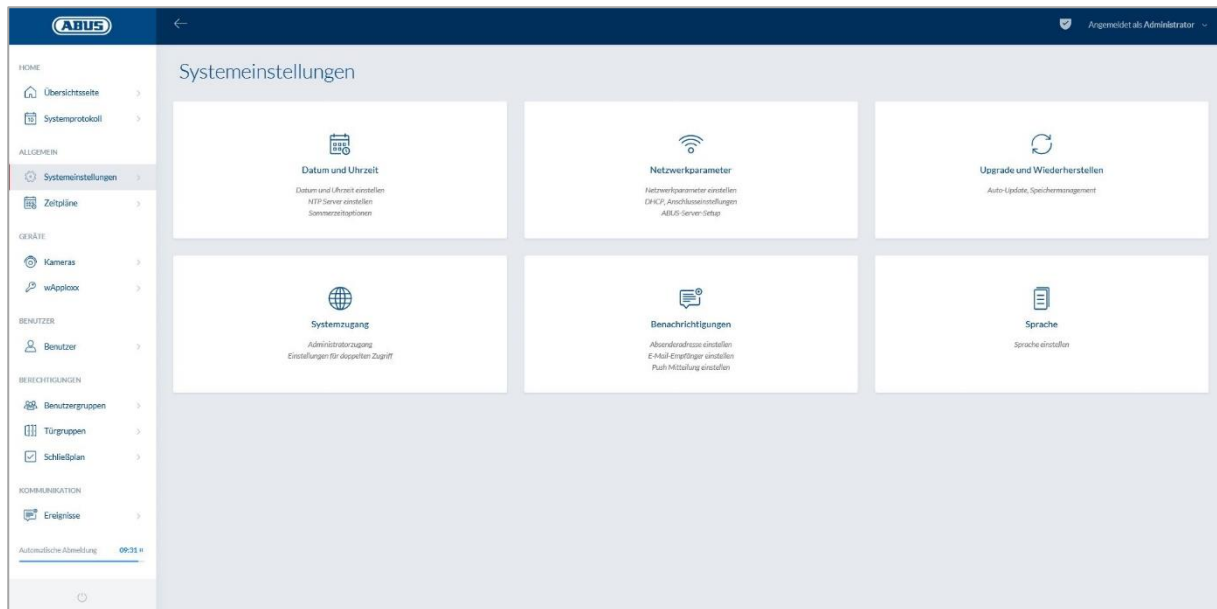 ABUS
Angemeldet als Administrator
HOME
Übersichtsseite
Systemprotokoll
ALLGEMEIN
Systemeinstellungen
Zeitpläne
GERÄTE
Kameras
wApploxx
BENUTZER
Benutzer
BERECHTIGUNGEN
Benutzergruppen
Türgruppen
Schließplan
KOMMUNIKATION
Ereignisse
Automatische Abmeldung 09:31
Systemeinstellungen
Datum und Uhrzeit
Datum und Uhrzeit einstellen
NTP Server einstellen
Sommerzeitoptionen
Netzwerkparameter
Netzwerkparameter einstellen
DHCP, Anschlusseinstellungen
ABUS-Server-Setup
Upgrade und Wiederherstellen
Auto-Update, Speichermanagement
Systemzugang
Administratorzugang
Einstellungen für doppelten Zugriff
Benachrichtigungen
Absenderadresse einstellen
E-Mail-Empfänger einstellen
Push Mitteilung einstellen
Sprache
Sprache einstellen